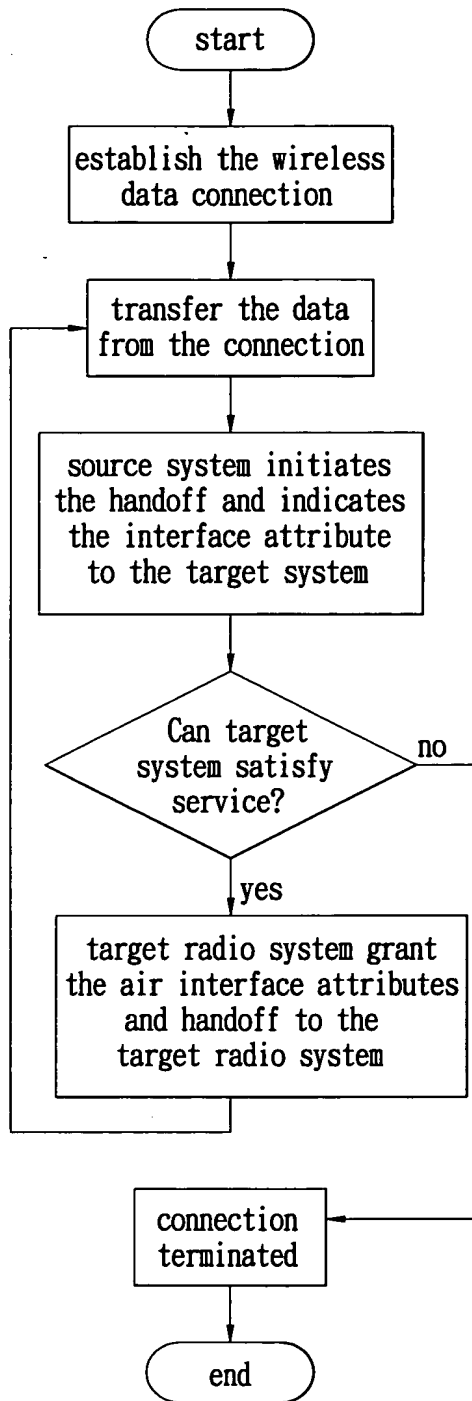 start
establish the wireless
data connection
transfer the data
from the connection
source system initiates
the handoff and indicates
the interface attribute
to the target system
Can target
system satisfy
service?
no
yes
target radio system grant
the air interface attributes
and handoff to the
target radio system
connection
terminated
end